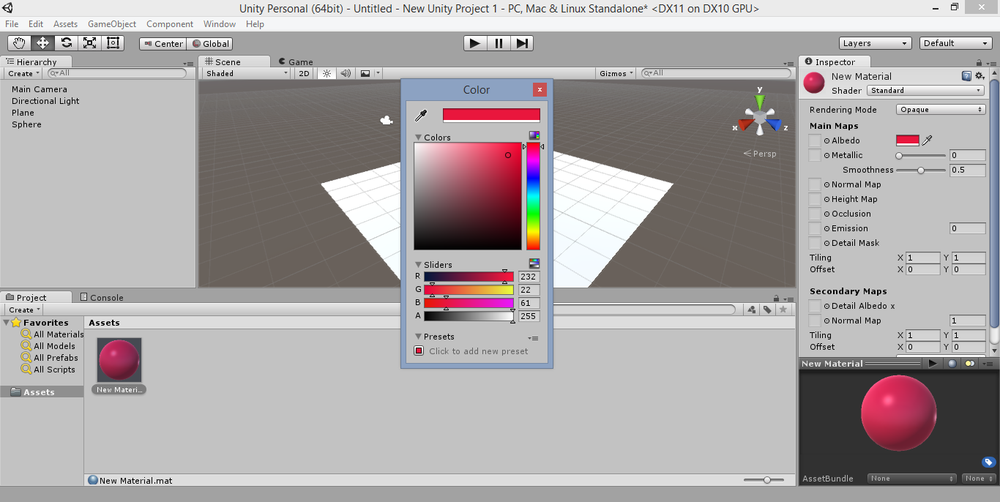 Unity Personal (64bit) - Untitled - New Unity Project 1 - PC, Mac & Linux Standalone* <DX11 on DX10 GPU>
File Edit Assets GameObject Component Window Help
Center Global Layers Default
Hierarchy
Create All
Main Camera
Directional Light
Plane
Sphere
Scene Game
Shaded 2D Gizmos All
y
x
z
Persp
Color
x
Colors
Sliders
R 232
G 22
B 61
A 255
Presets
Click to add new preset
Inspector
New Material
Shader Standard
Rendering Mode Opaque
Main Maps
Albedo
Metallic 0
Smoothness 0.5
Normal Map
Height Map
Occlusion
Emission 0
Detail Mask
Tiling X 1 Y 1
Offset X 0 Y 0
Secondary Maps
Detail Albedo x
Normal Map 1
Tiling X 1 Y 1
Offset X 0 Y 0
New Material
AssetBundle None None
Project Console
Create
Favorites
All Materials
All Models
All Prefabs
All Scripts
Assets
Assets
New Materi...
New Material.mat